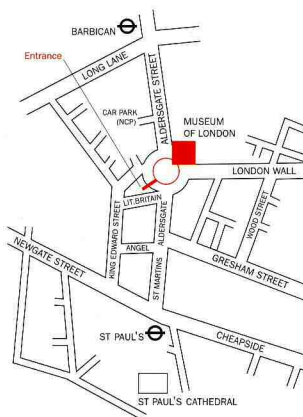 BARBICAN
Entrance
LONG LANE
ALDERSGATE STREET
CAR PARK
(NCP)
MUSEUM
OF LONDON
LONDON WALL
LIT.BRITAIN
KING EDWARD STREET
ALDERSGATE
WOOD STREET
NEWGATE STREET
ANGEL
GRESHAM STREET
ST MARTINS
ST PAUL'S
CHEAPSIDE
ST PAUL'S CATHEDRAL